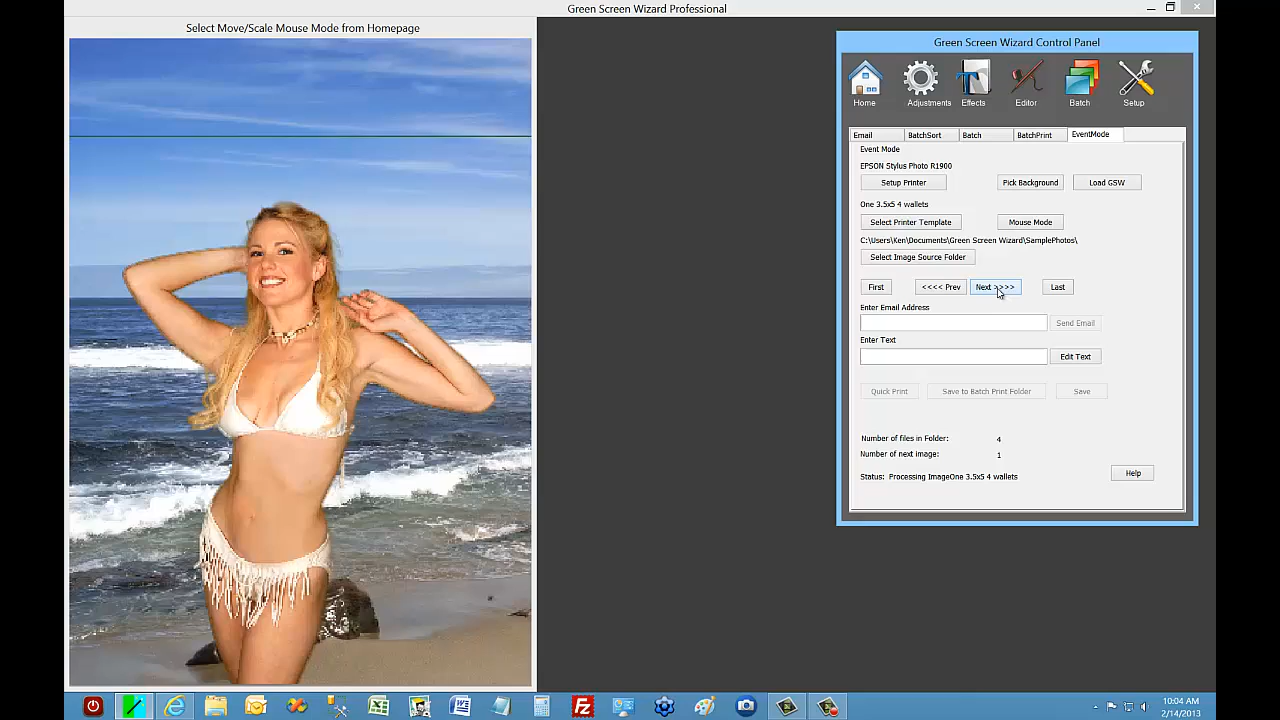 Green Screen Wizard Professional
Select Move/Scale Mouse Mode from Homepage
Green Screen Wizard Control Panel
Home Adjustments Effects Editor Batch Setup
Email BatchSort Batch BatchPrint EventMode
Event Mode
EPSON Stylus Photo R1900
Setup Printer Pick Background Load GSW
One 3.5x5 4 wallets
Select Printer Template Mouse Mode
C:\Users\Ken\Documents\Green Screen Wizard\SamplePhotos\
Select Image Source Folder
First <<<< Prev Next >>>> Last
Enter Email Address
Send Email
Enter Text
Edit Text
Quick Print Save to Batch Print Folder Save
Number of files in Folder: 4
Number of next image: 1
Status: Processing ImageOne 3.5x5 4 wallets
Help
Fz
10:04 AM
2/14/2013